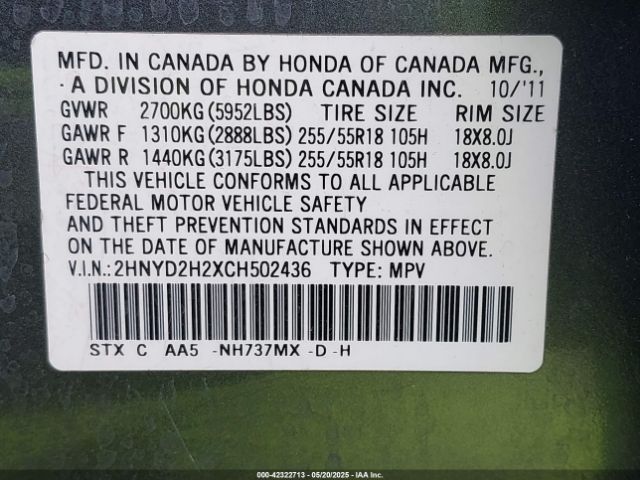 MFD. IN CANADA BY HONDA OF CANADA MFG.,
· A DIVISION OF HONDA CANADA INC. 10/'11
GVWR 2700KG(5952LBS) TIRE SIZE RIM SIZE
GAWR F 1310KG(2888LBS) 255/55R18 105H 18X8.0J
GAWR R 1440KG(3175LBS) 255/55R18 105H 18X8.0J
THIS VEHICLE CONFORMS TO ALL APPLICABLE
FEDERAL MOTOR VEHICLE SAFETY
AND THEFT PREVENTION STANDARDS IN EFFECT
ON THE DATE OF MANUFACTURE SHOWN ABOVE.
V.I.N.:2HNYD2H2XCH502436 TYPE: MPV
STX C AA5 -NH737MX -D -H
000-42322713 - 05/20/2025 - IAA Inc.